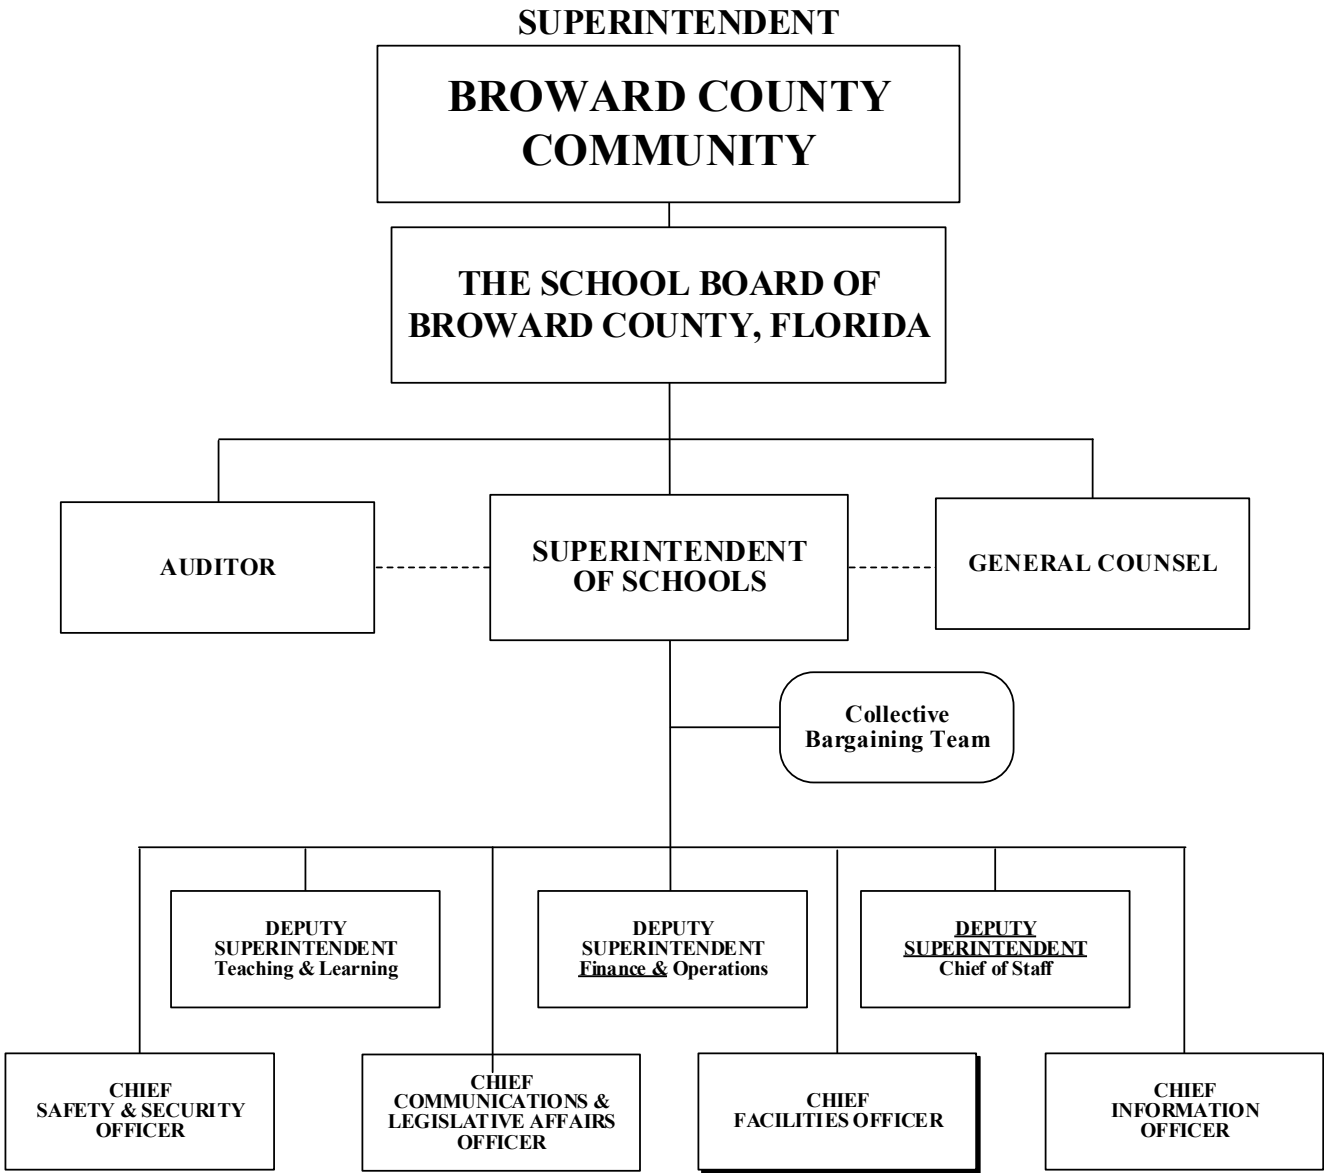 SUPERINTENDENT
BROWARD COUNTY
COMMUNITY
THE SCHOOL BOARD OF
BROWARD COUNTY, FLORIDA
AUDITOR
SUPERINTENDENT
OF SCHOOLS
GENERAL COUNSEL
Collective
Bargaining Team
DEPUTY
SUPERINTENDENT
Teaching & Learning
DEPUTY
SUPERINTENDENT
Finance & Operations
DEPUTY
SUPERINTENDENT
Chief of Staff
CHIEF
SAFETY & SECURITY
OFFICER
CHIEF
COMMUNICATIONS &
LEGISLATIVE AFFAIRS
OFFICER
CHIEF
FACILITIES OFFICER
CHIEF
INFORMATION
OFFICER